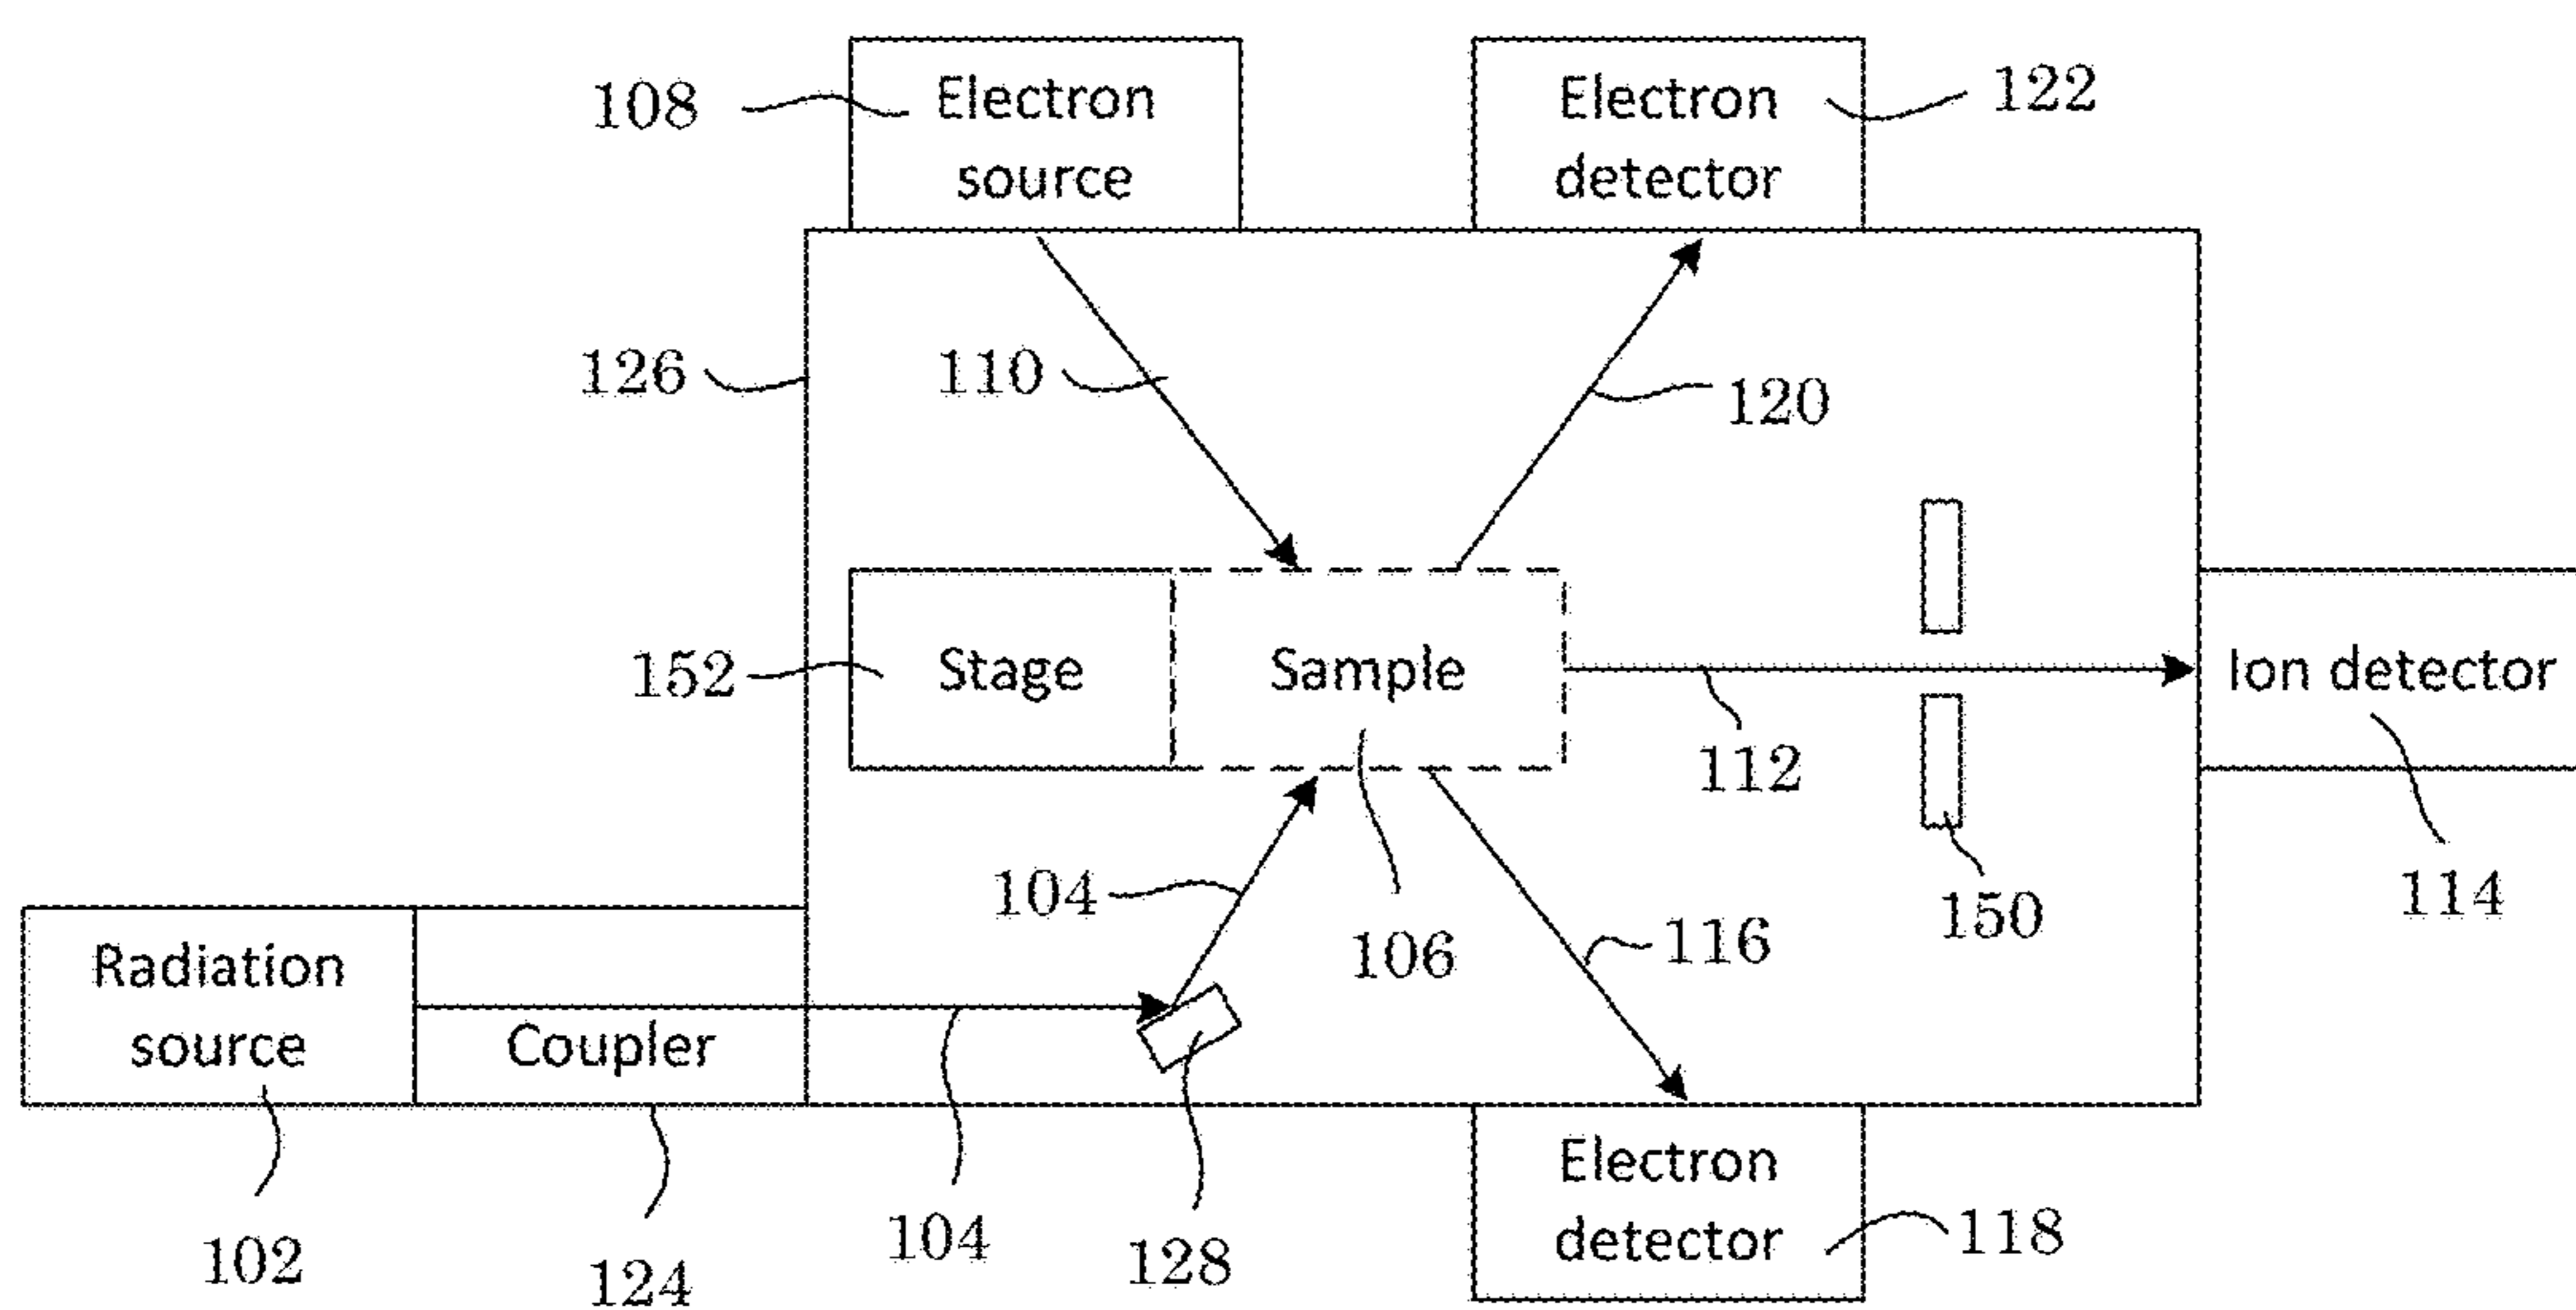 108
Electron
source
Electron
detector
122
126
110
120
152
Stage
Sample
Ion detector
112
104
106
116
150
114
Radiation
source
Coupler
Electron
detector
118
102
124
104
128